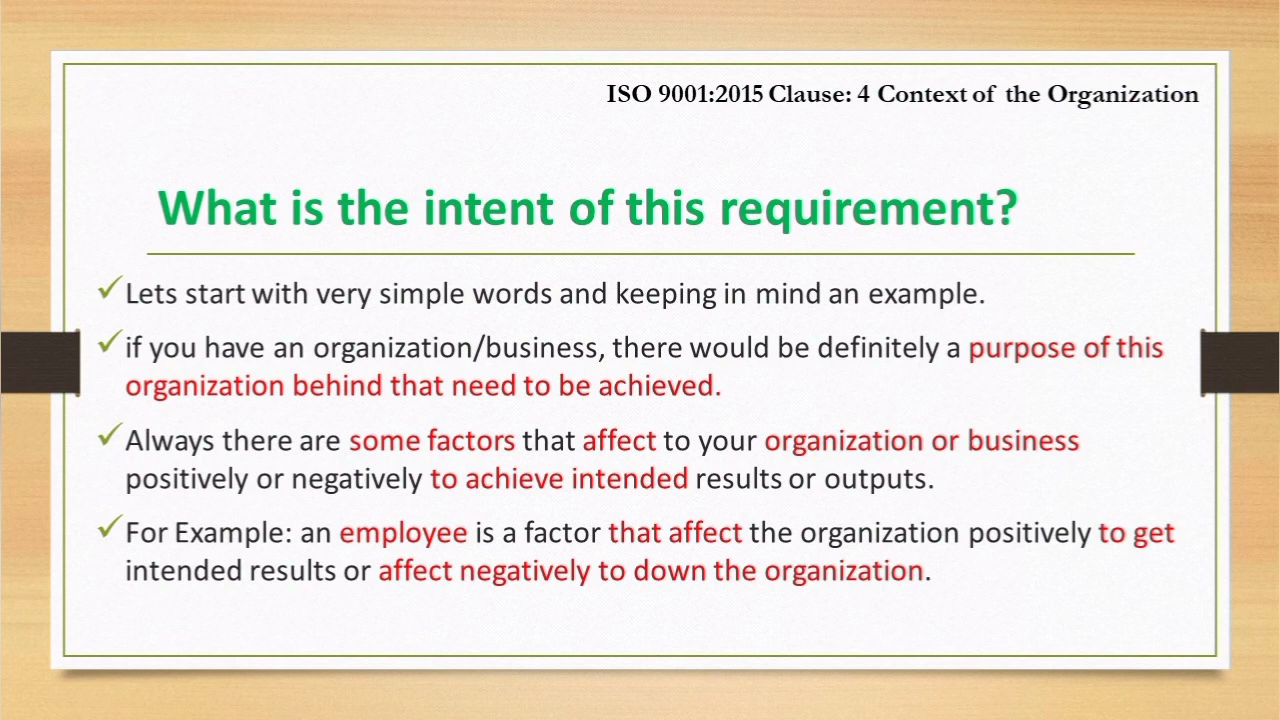 ISO 9001:2015 Clause: 4 Context of the Organization
What is the intent of this requirement?
Lets start with very simple words and keeping in mind an example.
if you have an organization/business, there would be definitely a purpose of this
organization behind that need to be achieved.
Always there are some factors that affect to your organization or business
positively or negatively to achieve intended results or outputs.
For Example: an employee is a factor that affect the organization positively to get
intended results or affect negatively to down the organization.